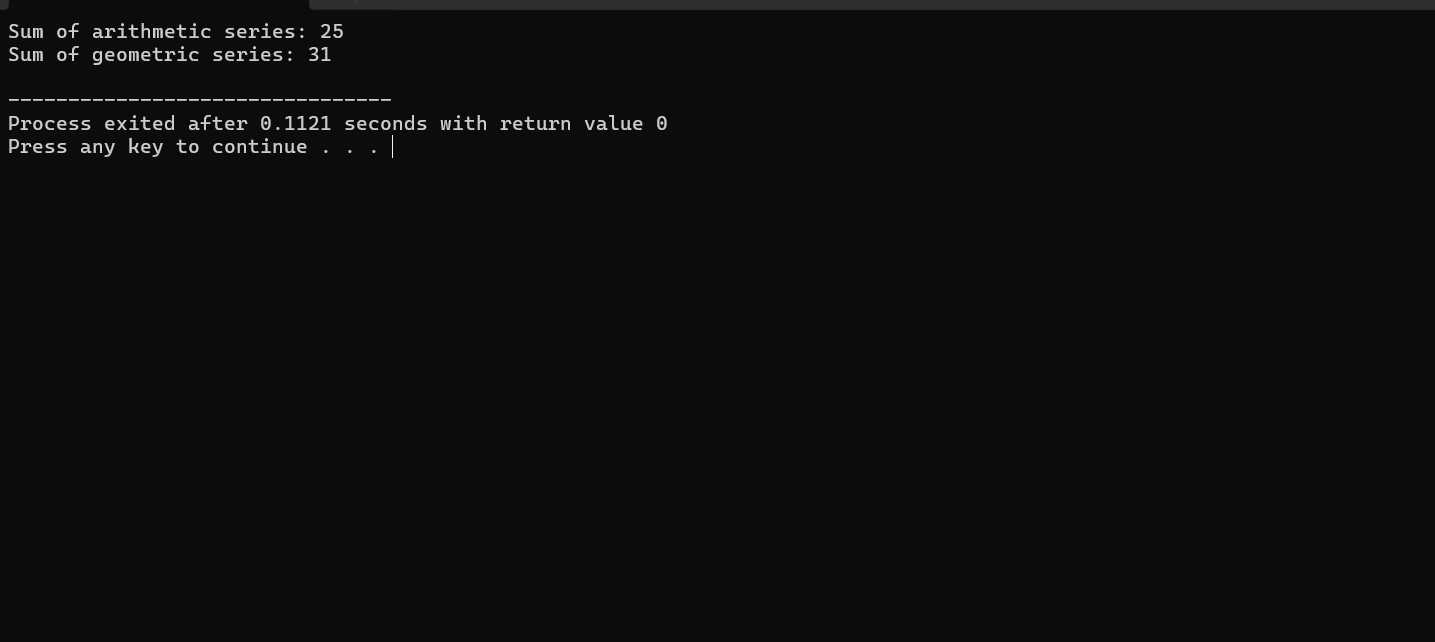 Sum of arithmetic series: 25
Sum of geometric series: 31
--------------------------------
Process exited after 0.1121 seconds with return value 0
Press any key to continue . . .